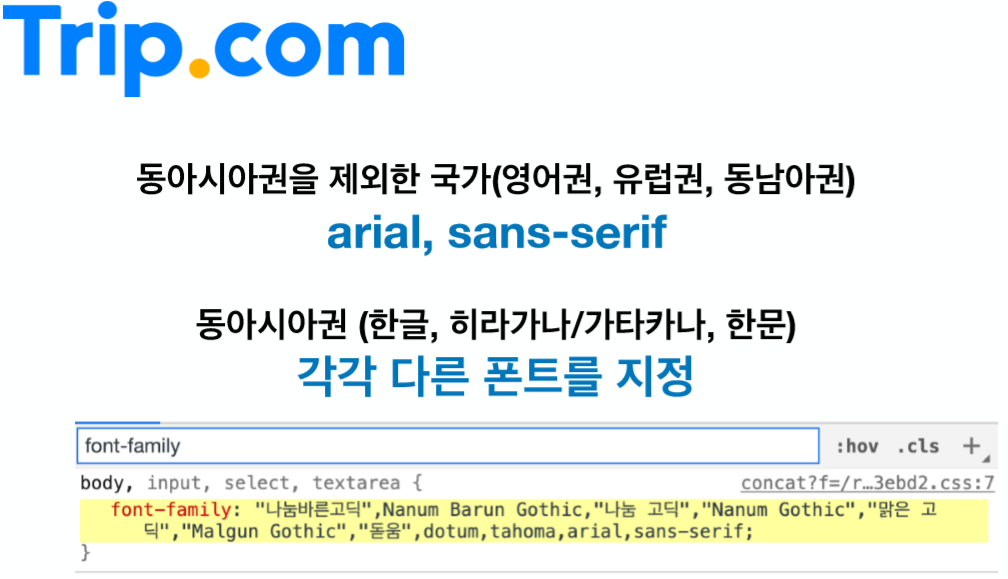 Trip.com
동아시아권을 제외한 국가(영어권, 유럽권, 동남아권)
arial, sans-serif
동아시아권 (한글, 히라가나/가타카나, 한문)
각각 다른 폰트를 지정
font-family :hov .cls +
body, input, select, textarea { concat?f=/r…3ebd2.css:7
font-family: "나눔바른고딕",Nanum Barun Gothic,"나눔 고딕","Nanum Gothic","맑은 고
딕","Malgun Gothic","돋움",dotum,tahoma,arial,sans-serif;
}